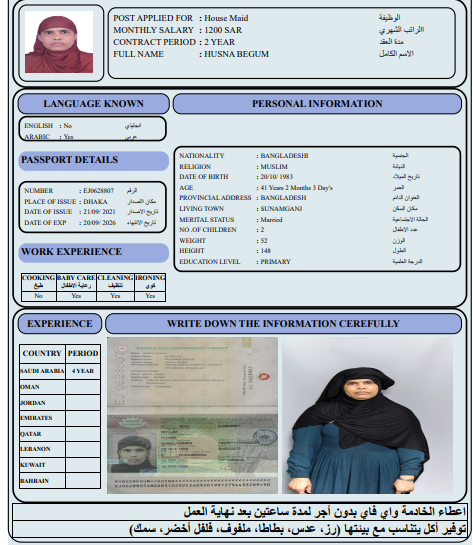 POST APPLIED FOR : House Maid الوظيفة
MONTHLY SALARY : 1200 SAR الراتب الشهري
CONTRACT PERIOD : 2 YEAR مدة العقد
FULL NAME : HUSNA BEGUM الاسم الكامل
LANGUAGE KNOWN
ENGLISH : No انجليزي
ARABIC : Yes عربي
PASSPORT DETAILS
NUMBER : EJ0628807 الرقم
PLACE OF ISSUE : DHAKA مكان الاصدار
DATE OF ISSUE : 21/09/ 2021 تاريخ الاصدار
DATE OF EXP : 20/09/ 2026 تاريخ الانتهاء
WORK EXPERIENCE
COOKING BABY CARE CLEANING IRONING
طبخ رعاية الاطفال تنظيف كوي
No Yes Yes Yes
PERSONAL INFORMATION
NATIONALITY : BANGLADESHI الجنسية
RELIGION : MUSLIM الديانة
DATE OF BIRTH : 20/10/ 1983 تاريخ الميلاد
AGE : 41 Years 2 Months 3 Day's العمر
PROVINCIAL ADDRESS : BANGLADESH العنوان الدائم
LIVING TOWN : SUNAMGANJ مكان السكن
MERITAL STATUS : Married الحالة الاجتماعية
NO .OF CHILDREN : 2 عدد الاطفال
WEIGHT : 52 الوزن
HEIGHT : 148 الطول
EDUCATION LEVEL : PRIMARY الدرجة العلمية
EXPERIENCE
COUNTRY PERIOD
SAUDI ARABIA 4 YEAR
OMAN
JORDAN
EMIRATES
QATAR
LEBANON
KUWAIT
BAHRAIN
WRITE DOWN THE INFORMATION CEREFULLY
اعطاء الخادمة واي فاي بدون أجر لمدة ساعتين بعد نهاية العمل
توفير أكل يتناسب مع بيئتها (رز، عدس، بطاطا، ملفوف، فلفل أخضر، سمك)